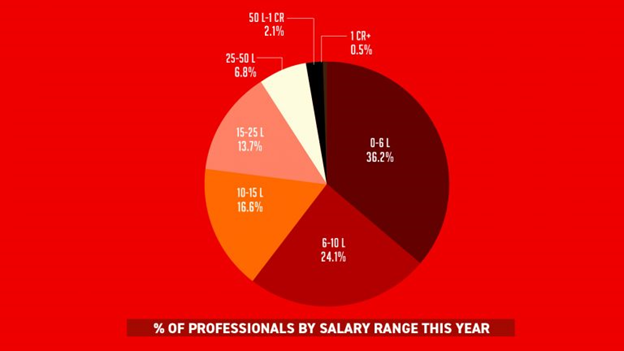 50 L-1 CR
2.1%
1 CR+
0.5%
25-50 L
6.8%
15-25 L
13.7%
0-6 L
36.2%
10-15 L
16.6%
6-10 L
24.1%
% OF PROFESSIONALS BY SALARY RANGE THIS YEAR